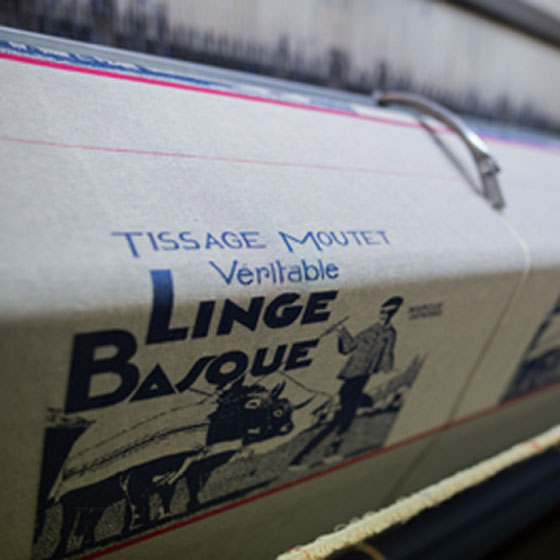 TISSAGE MOUTET
Véritable
LINGE
BASQUE